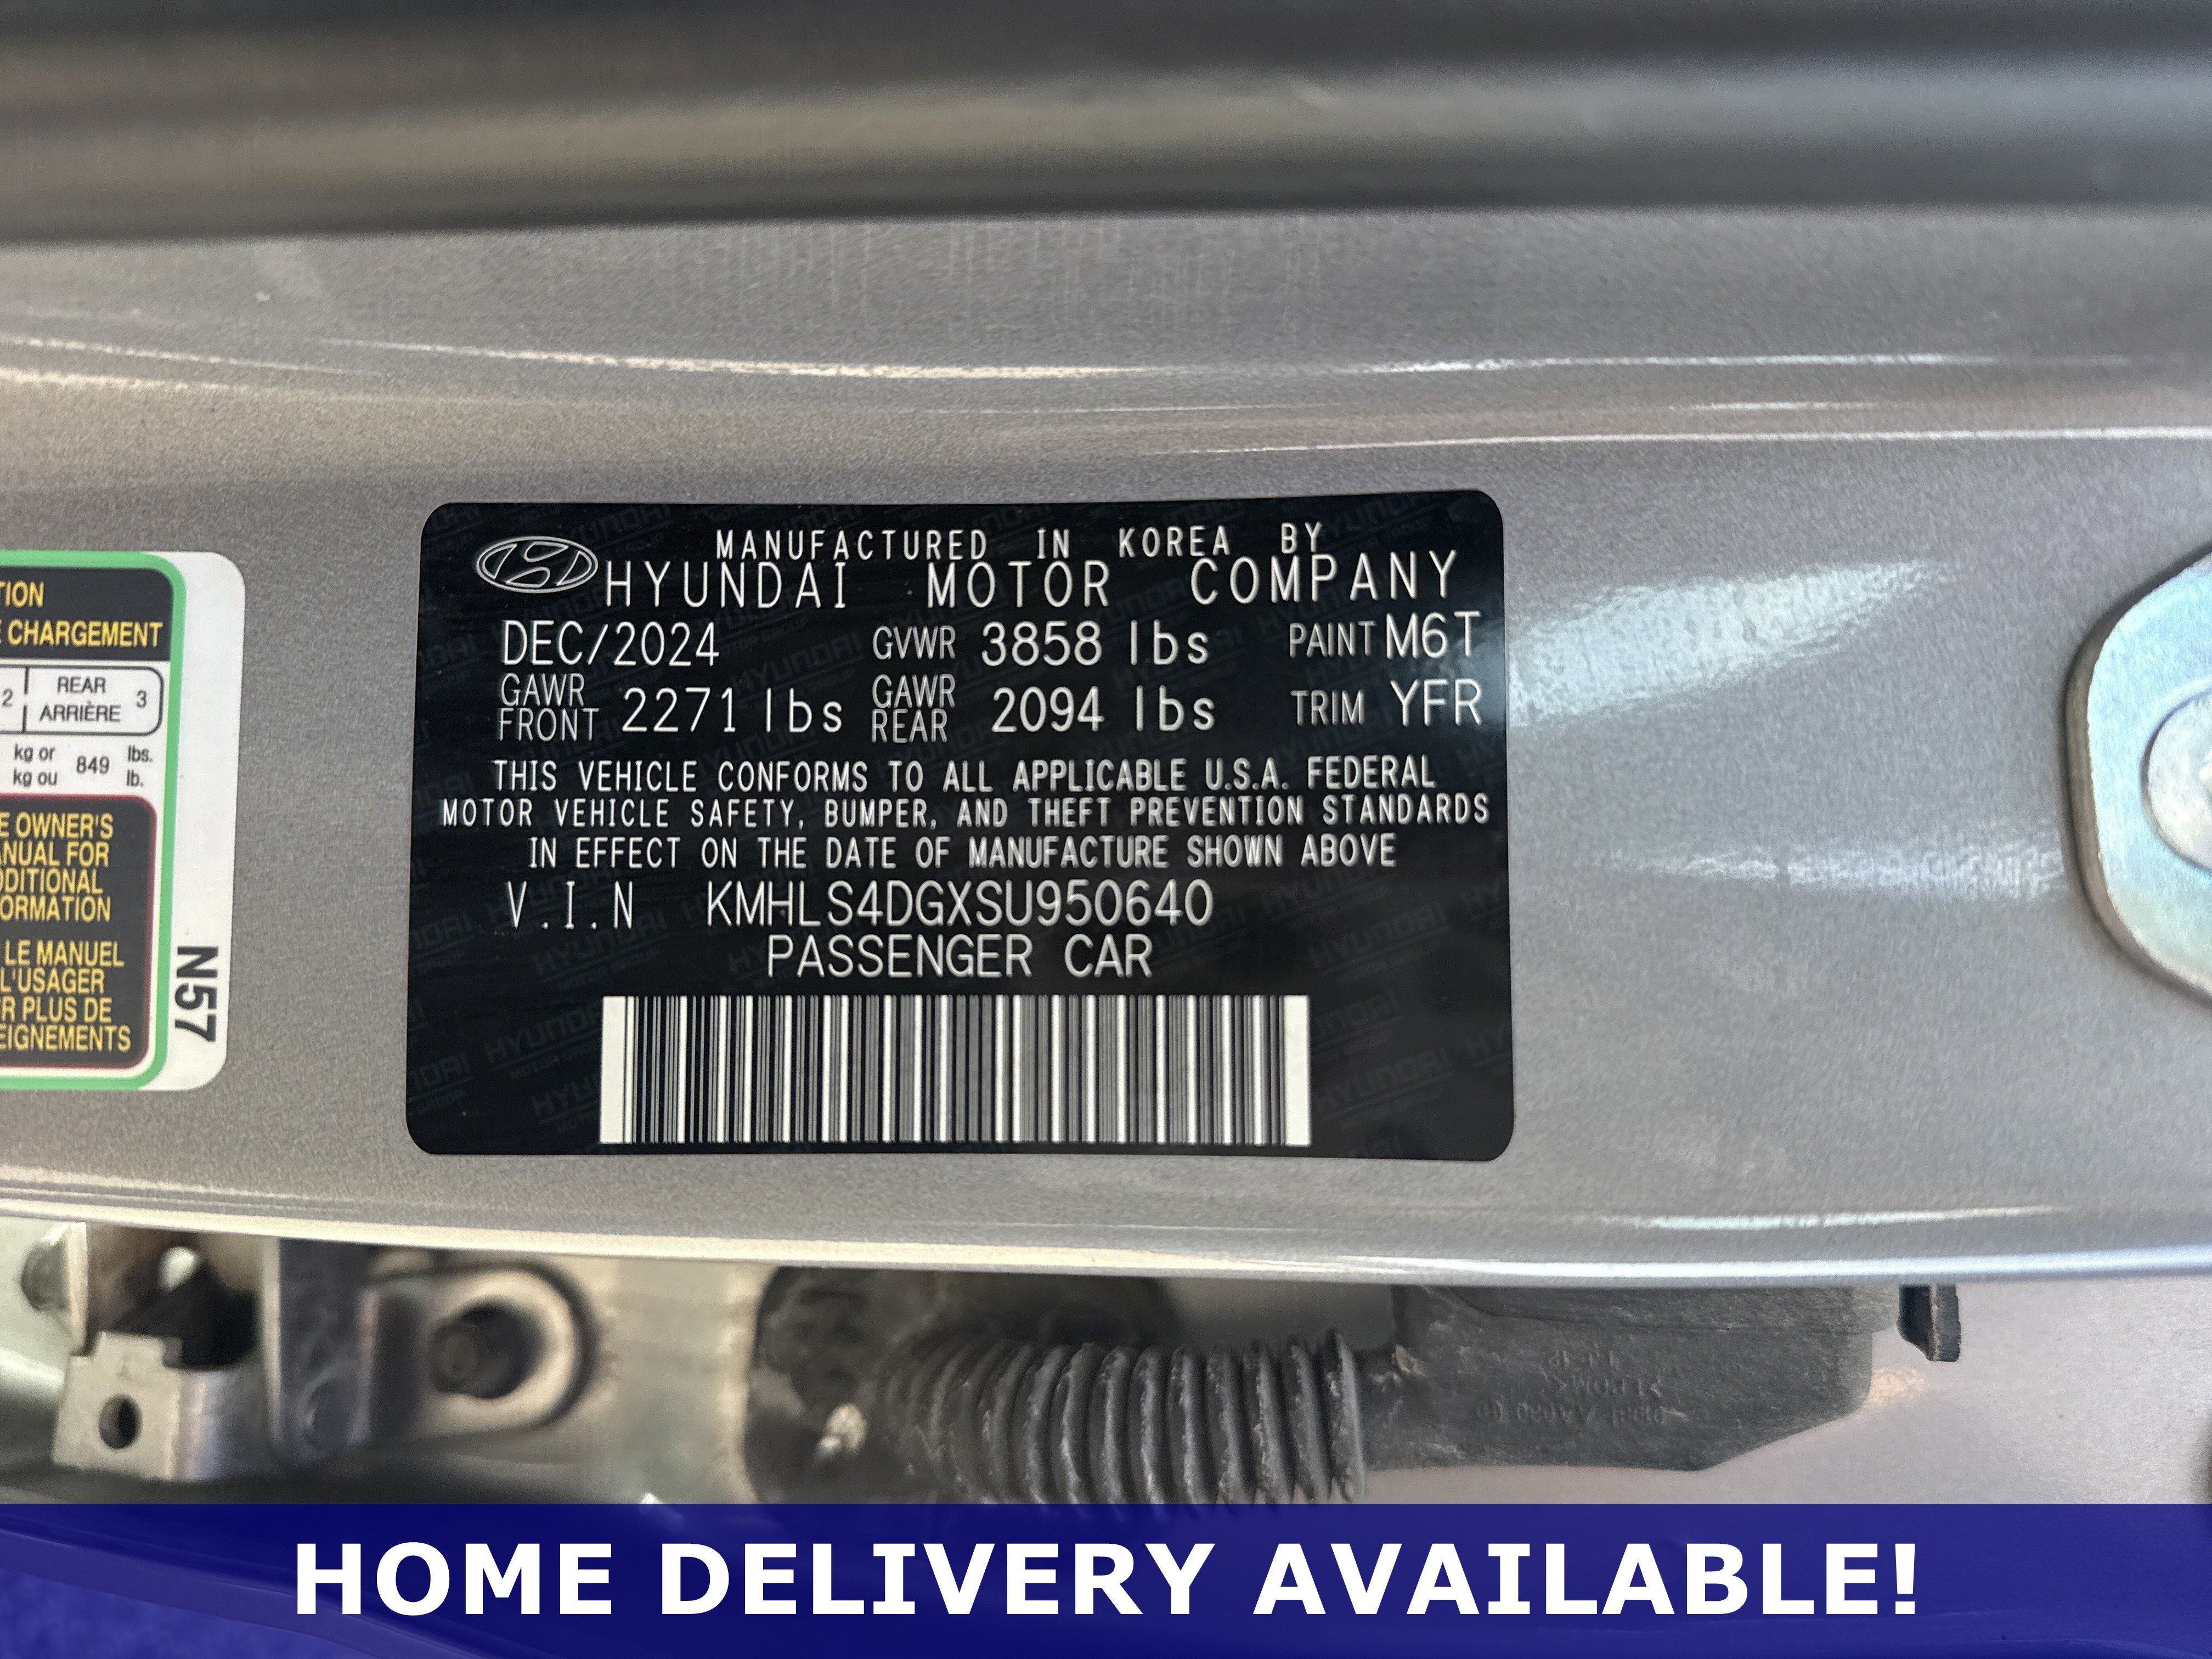 MANUFACTURED IN KOREA BY
HYUNDAI MOTOR COMPANY
DEC/2024 GVWR 3858 lbs PAINT M6T
GAWR FRONT 2271 lbs GAWR REAR 2094 lbs TRIM YFR
THIS VEHICLE CONFORMS TO ALL APPLICABLE U.S.A. FEDERAL
MOTOR VEHICLE SAFETY, BUMPER, AND THEFT PREVENTION STANDARDS
IN EFFECT ON THE DATE OF MANUFACTURE SHOWN ABOVE
V.I.N KMHLS4DGXSU950640
PASSENGER CAR
TION
E CHARGEMENT
2 REAR 3
ARRIÈRE
kg or 849 lbs.
kg ou lb.
E OWNER'S
ANUAL FOR
DDITIONAL
ORMATION
LE MANUEL
L'USAGER
R PLUS DE
EIGNEMENTS
N57
HOME DELIVERY AVAILABLE!